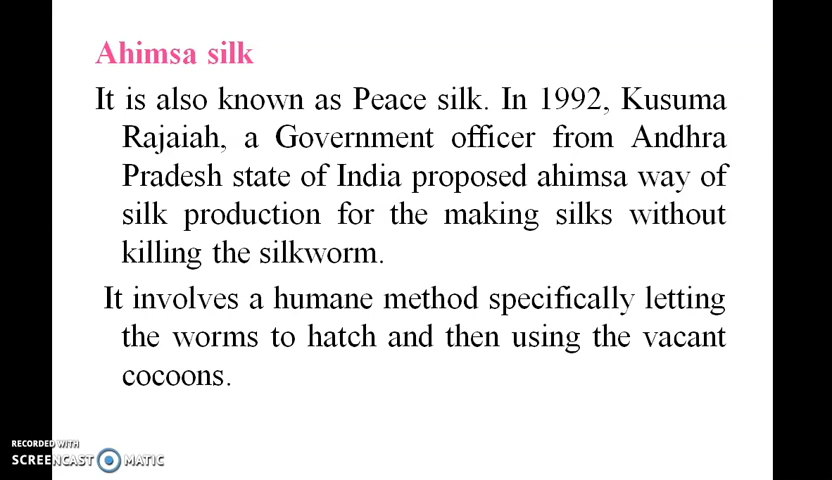 Ahimsa silk
It is also known as Peace silk. In 1992, Kusuma
Rajaiah, a Government officer from Andhra
Pradesh state of India proposed ahimsa way of
silk production for the making silks without
killing the silkworm.
It involves a humane method specifically letting
the worms to hatch and then using the vacant
cocoons.
RECORDED WITH
SCREENCAST MATIC